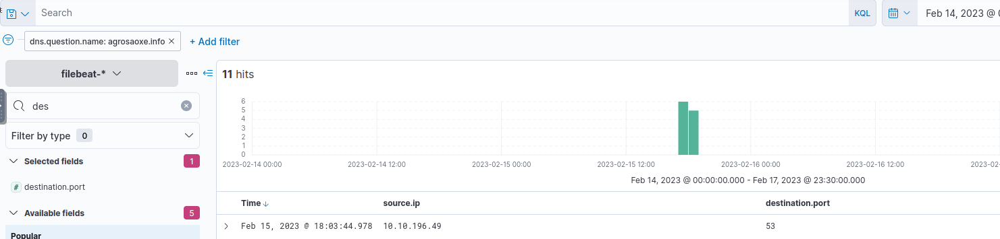 Search
KQL
Feb 14, 2023 @
dns.question.name: agrosaoxe.info ×
+ Add filter
filebeat-*
11 hits
des
Filter by type 0
Selected fields 1
# destination.port
Available fields 5
Popular
6
5
4
3
2
1
0
2023-02-14 00:00 2023-02-14 12:00 2023-02-15 00:00 2023-02-15 12:00 2023-02-16 00:00 2023-02-16 12:00 2023-02-
Feb 14, 2023 @ 00:00:00.000 - Feb 17, 2023 @ 23:30:00.000
Time ↓ source.ip destination.port
Feb 15, 2023 @ 18:03:44.978 10.10.196.49 53